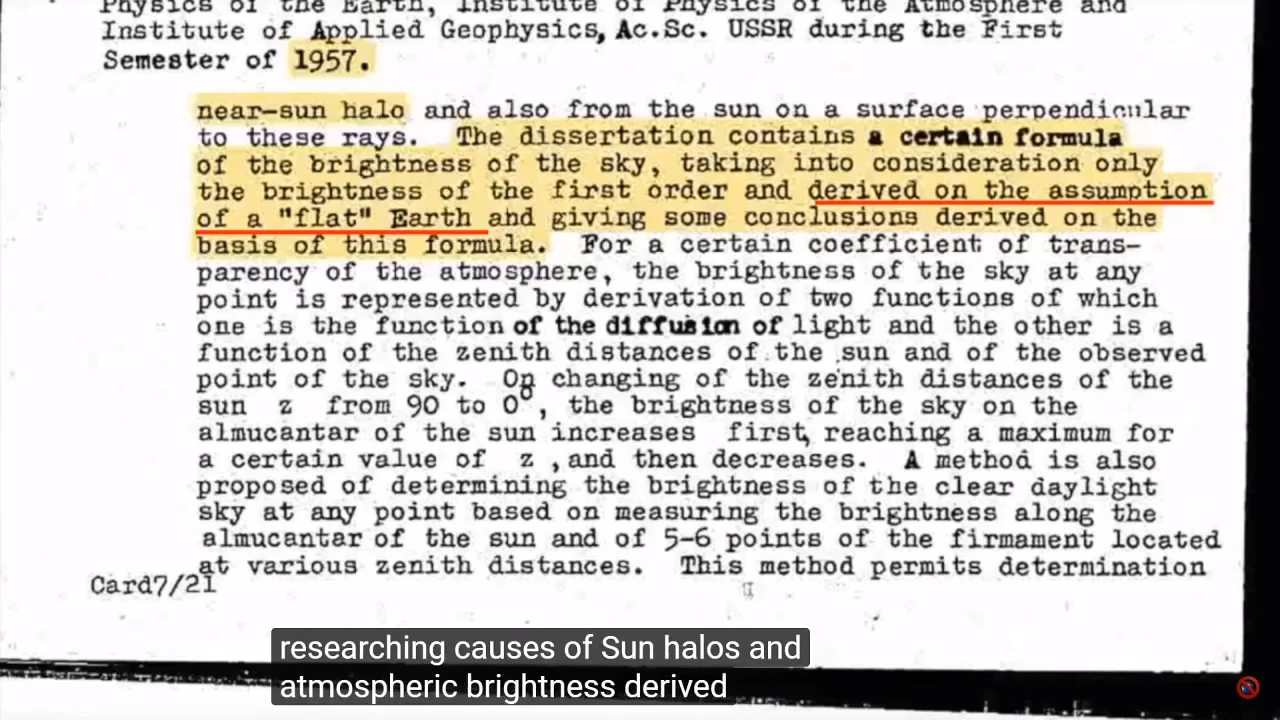 Physics of the Earth, Institute of Physics of the Atmosphere and
Institute of Applied Geophysics, Ac.Sc. USSR during the First
Semester of 1957.
near-sun halo and also from the sun on a surface perpendicular
to these rays. The dissertation contains a certain formula
of the brightness of the sky, taking into consideration only
the brightness of the first order and derived on the assumption
of a "flat" Earth and giving some conclusions derived on the
basis of this formula. For a certain coefficient of trans-
parency of the atmosphere, the brightness of the sky at any
point is represented by derivation of two functions of which
one is the function of the diffusion of light and the other is a
function of the zenith distances of the sun and of the observed
point of the sky. On changing of the zenith distances of the
sun z from 90 to 0°, the brightness of the sky on the
almucantar of the sun increases first, reaching a maximum for
a certain value of z , and then decreases. A method is also
proposed of determining the brightness of the clear daylight
sky at any point based on measuring the brightness along the
almucantar of the sun and of 5-6 points of the firmament located
at various zenith distances. This method permits determination
Card7/21
researching causes of Sun halos and
atmospheric brightness derived